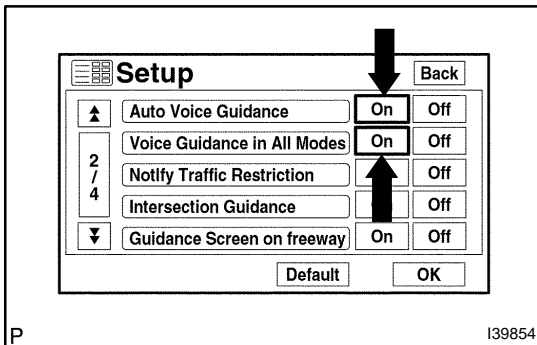 Setup Back
Auto Voice Guidance On Off
Voice Guidance in All Modes On Off
2
/
4
Notlfy Traffic Restriction Off
Intersection Guidance Off
Guidance Screen on freeway On Off
Default OK
P I39854